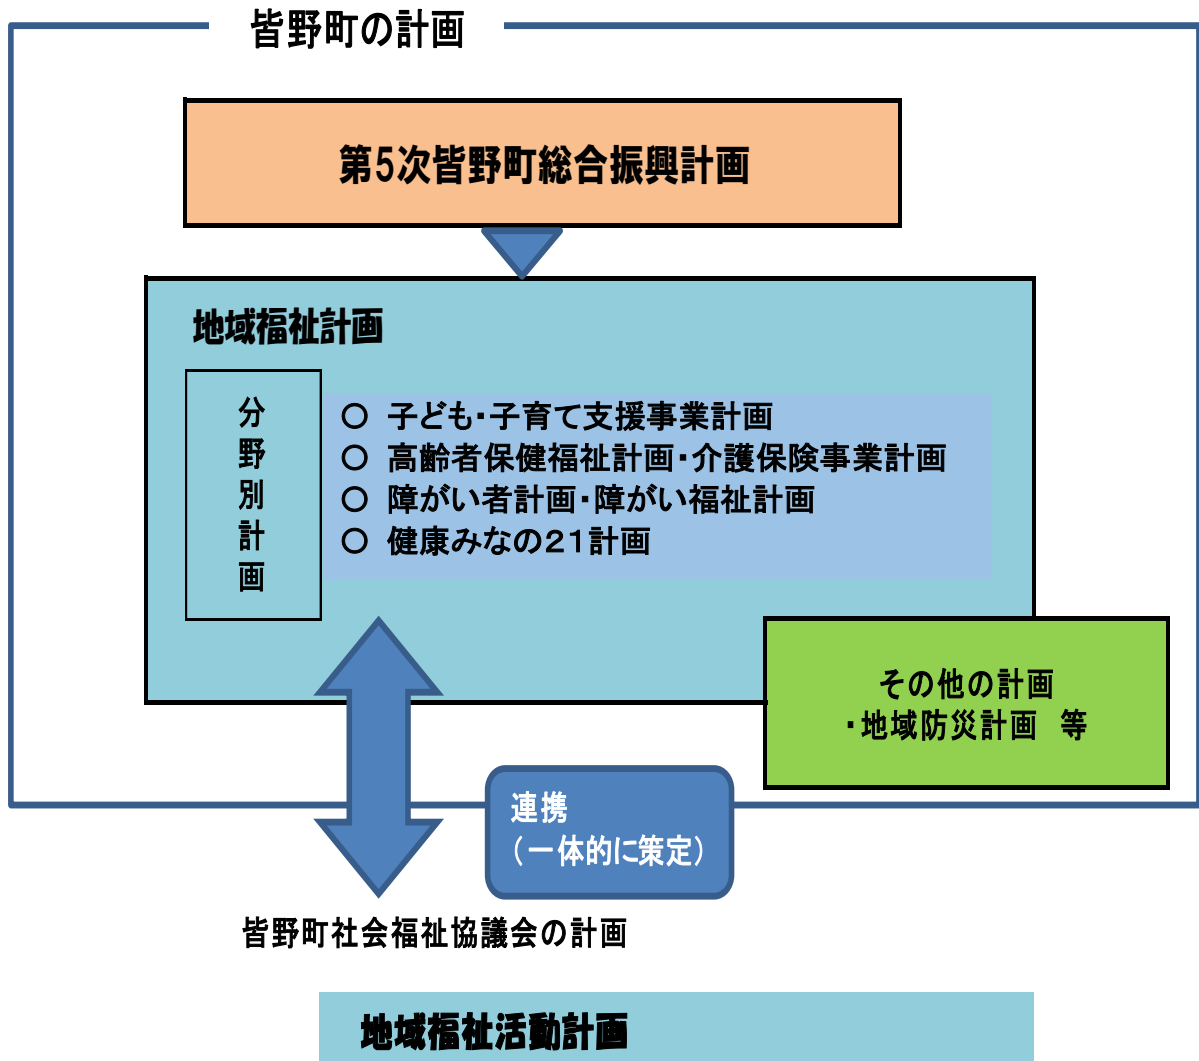 皆野町の計画
第5次皆野町総合振興計画
地域福祉計画
分野別計画
○ 子ども・子育て支援事業計画
○ 高齢者保健福祉計画・介護保険事業計画
○ 障がい者計画・障がい福祉計画
○ 健康みなの21計画
その他の計画
・地域防災計画　等
連携
（一体的に策定）
皆野町社会福祉協議会の計画
地域福祉活動計画